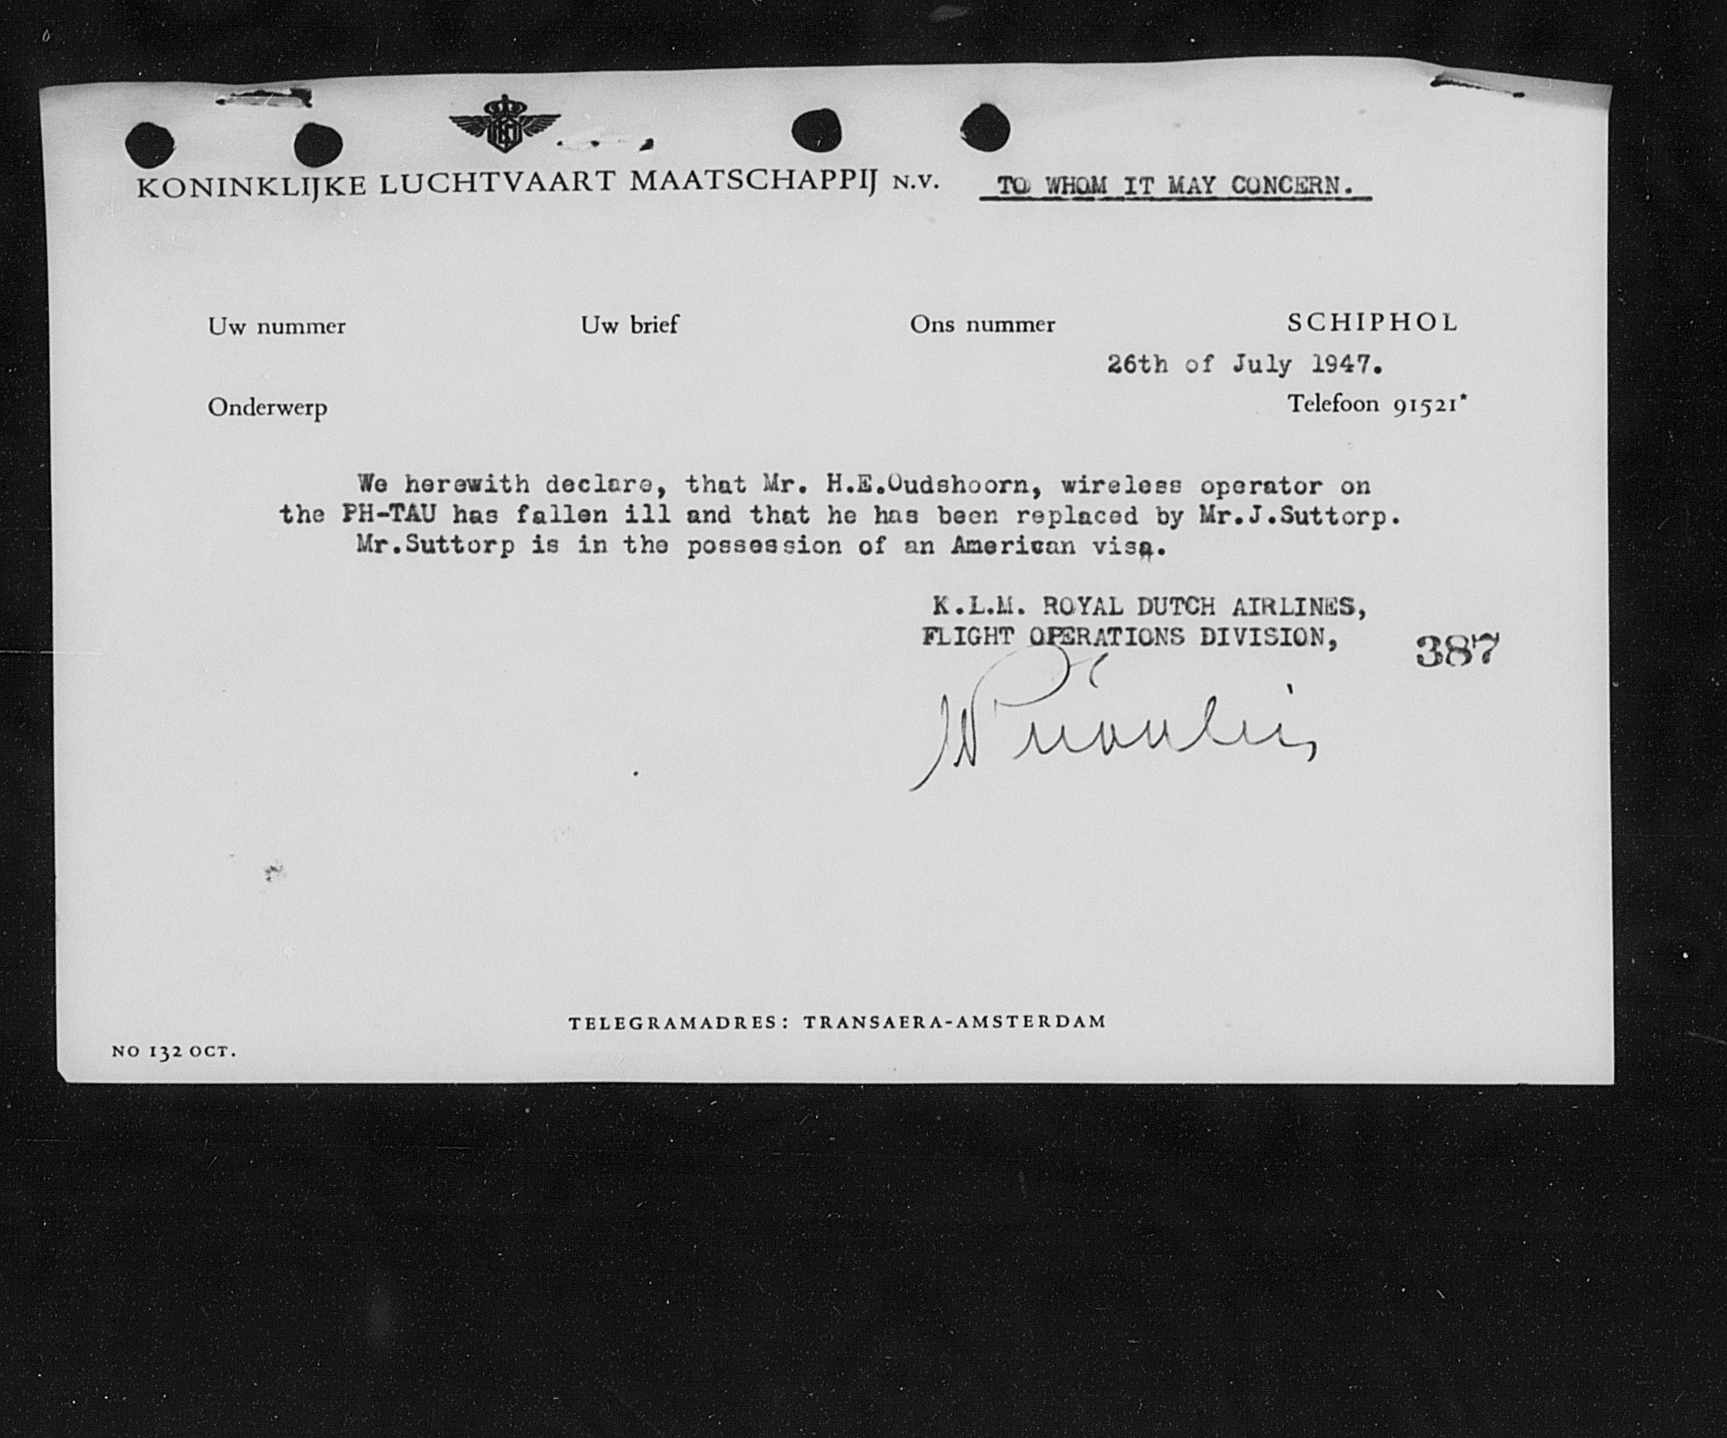 KONINKLIJKE LUCHTVAART MAATSCHAPPIJ N.V.
TO WHOM IT MAY CONCERN.
Uw nummer Uw brief Ons nummer SCHIPHOL
26th of July 1947.
Onderwerp Telefoon 91521*
We herewith declare, that Mr. H.E.Oudshoorn, wireless operator on
the PH-TAU has fallen ill and that he has been replaced by Mr.J.Suttorp.
Mr.Suttorp is in the possession of an American visa.
K.L.M. ROYAL DUTCH AIRLINES,
FLIGHT OPERATIONS DIVISION,
387
TELEGRAMADRES: TRANSAERA-AMSTERDAM
NO 132 OCT.